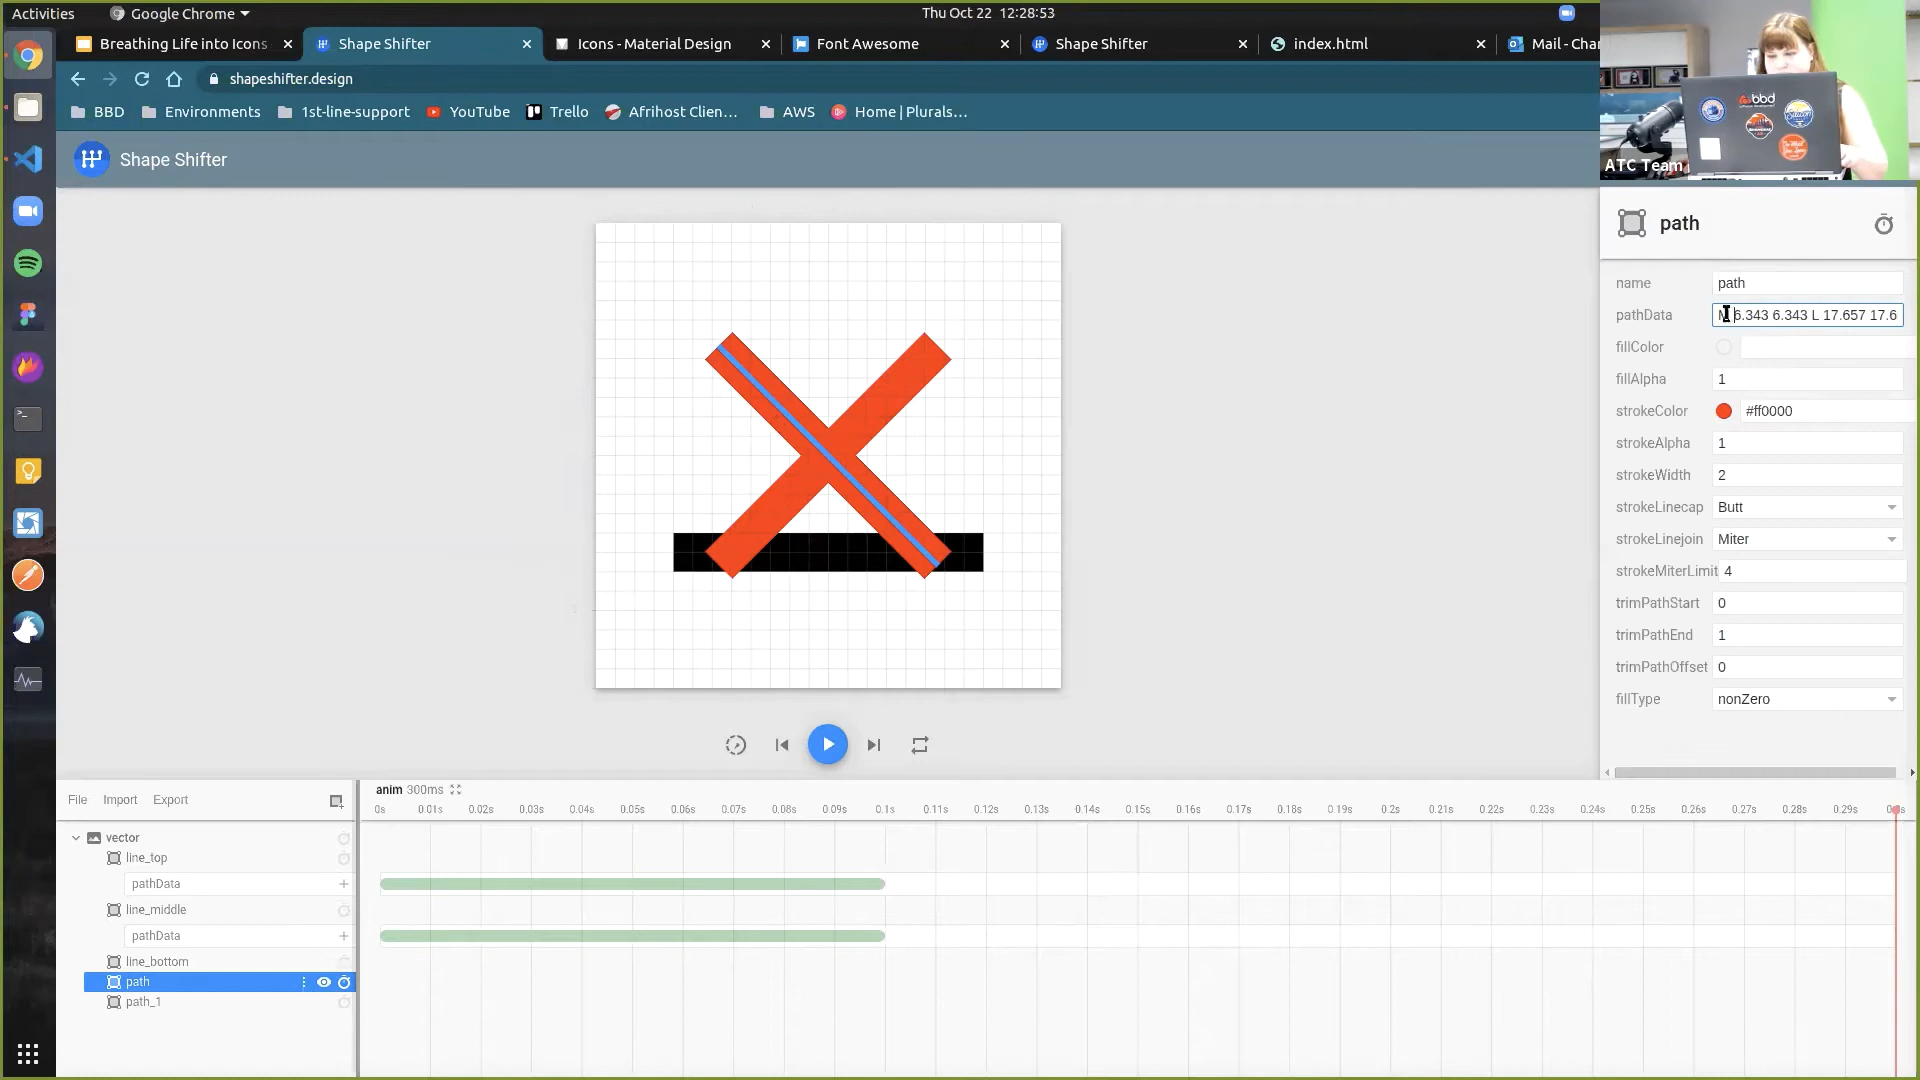 Activities
Google Chrome
Thu Oct 22 12:28:53
Breathing Life into Icons
Shape Shifter
Icons - Material Design
Font Awesome
Shape Shifter
index.html
Mail - Cha
shapeshifter.design
BBD
Environments
1st-line-support
YouTube
Trello
Afrihost Clien...
AWS
Home | Plurals...
bbd
ATC Team
Shape Shifter
path
name path
pathData 6.343 6.343 L 17.657 17.6
fillColor
fillAlpha 1
strokeColor #ff0000
strokeAlpha 1
strokeWidth 2
strokeLinecap Butt
strokeLinejoin Miter
strokeMiterLimit 4
trimPathStart 0
trimPathEnd 1
trimPathOffset 0
fillType nonZero
File Import Export
anim 300ms
0s 0.01s 0.02s 0.03s 0.04s 0.05s 0.06s 0.07s 0.08s 0.09s 0.1s 0.11s 0.12s 0.13s 0.14s 0.15s 0.16s 0.17s 0.18s 0.19s 0.2s 0.21s 0.22s 0.23s 0.24s 0.25s 0.26s 0.27s 0.28s 0.29s
vector
line_top
pathData
line_middle
pathData
line_bottom
path
path_1